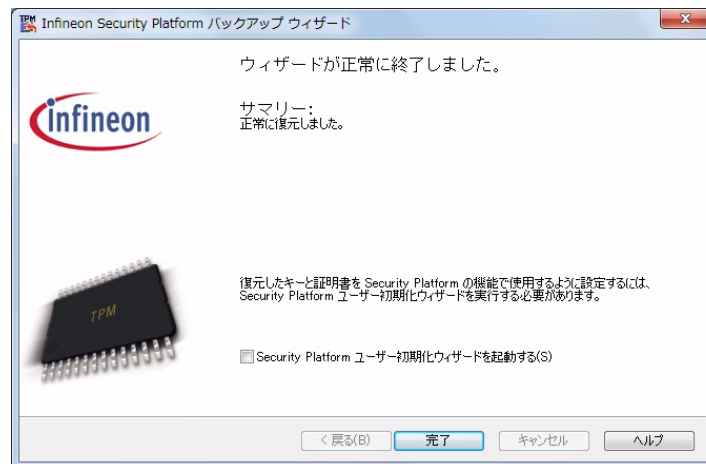 TPM Infineon Security Platform バックアップ ウィザード
ウィザードが正常に終了しました。
infineon
サマリー:
正常に復元しました。
復元したキーと証明書を Security Platform の機能で使用するように設定するには、
Security Platform ユーザー初期化ウィザードを実行する必要があります。
TPM
Security Platform ユーザー初期化ウィザードを起動する(S)
< 戻る(B) 完了 キャンセル ヘルプ